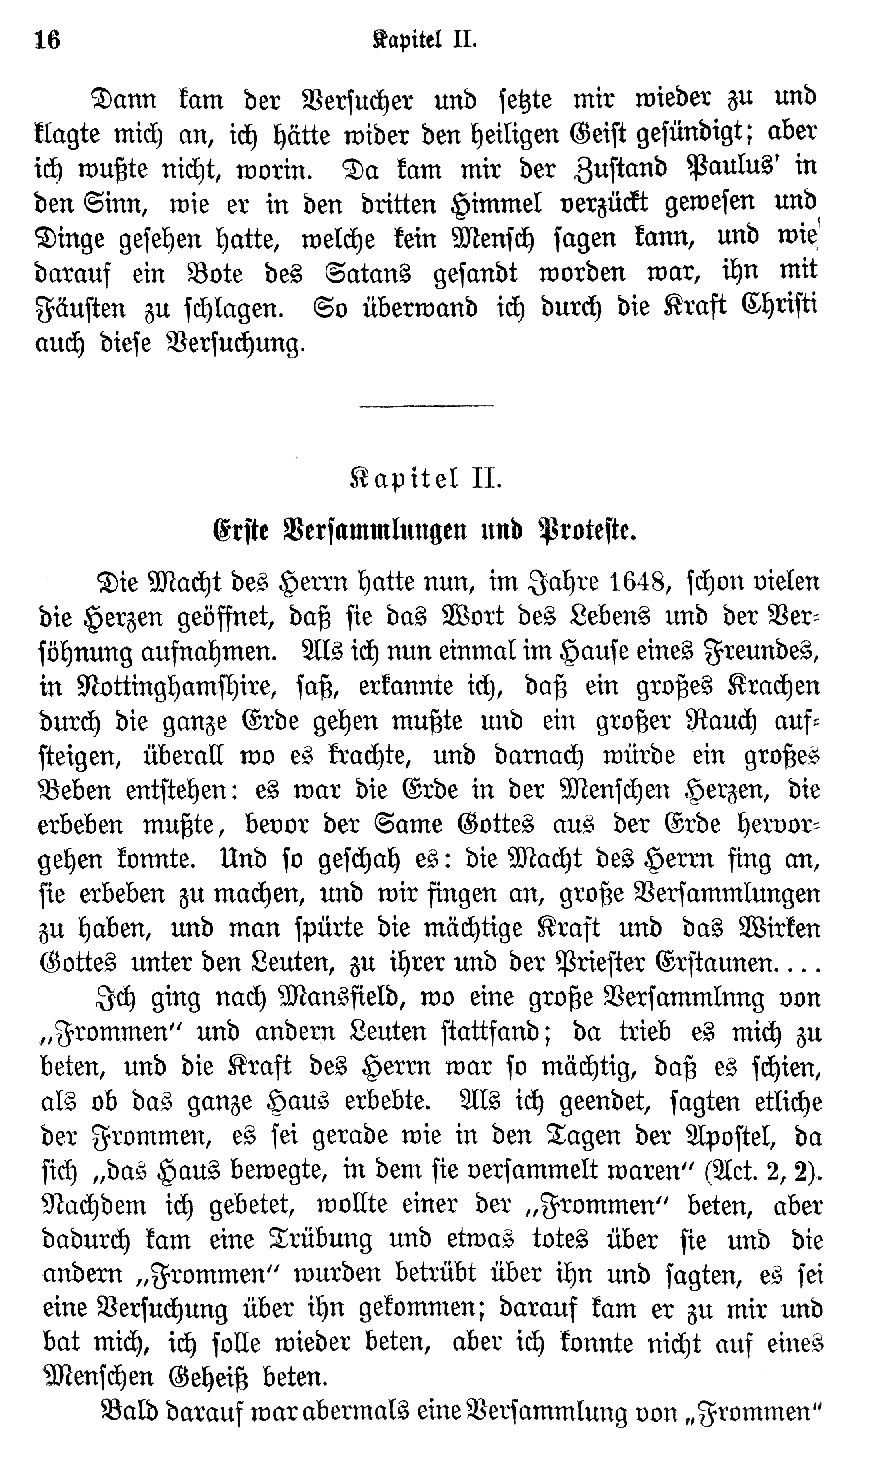 16 Kapitel II.
Dann kam der Versucher und setzte mir wieder zu und
klagte mich an, ich hätte wider den heiligen Geist gesündigt; aber
ich wußte nicht, worin. Da kam mir der Zustand Paulus' in
den Sinn, wie er in den dritten Himmel verzückt gewesen und
Dinge gesehen hatte, welche kein Mensch sagen kann, und wie
darauf ein Bote des Satans gesandt worden war, ihn mit
Fäusten zu schlagen. So überwand ich durch die Kraft Christi
auch diese Versuchung.
Kapitel II.
Erste Versammlungen und Proteste.
Die Macht des Herrn hatte nun, im Jahre 1648, schon vielen
die Herzen geöffnet, daß sie das Wort des Lebens und der Ver-
söhnung aufnahmen. Als ich nun einmal im Hause eines Freundes,
in Nottinghamshire, saß, erkannte ich, daß ein großes Krachen
durch die ganze Erde gehen mußte und ein großer Rauch auf-
steigen, überall wo es krachte, und darnach würde ein großes
Beben entstehen: es war die Erde in der Menschen Herzen, die
erbeben mußte, bevor der Same Gottes aus der Erde hervor-
gehen konnte. Und so geschah es: die Macht des Herrn fing an,
sie erbeben zu machen, und wir fingen an, große Versammlungen
zu haben, und man spürte die mächtige Kraft und das Wirken
Gottes unter den Leuten, zu ihrer und der Priester Erstaunen....
Ich ging nach Mansfield, wo eine große Versammlnng von
„Frommen" und andern Leuten stattfand; da trieb es mich zu
beten, und die Kraft des Herrn war so mächtig, daß es schien,
als ob das ganze Haus erbebte. Als ich geendet, sagten etliche
der Frommen, es sei gerade wie in den Tagen der Apostel, da
sich „das Haus bewegte, in dem sie versammelt waren" (Act. 2, 2).
Nachdem ich gebetet, wollte einer der „Frommen" beten, aber
dadurch kam eine Trübung und etwas totes über sie und die
andern „Frommen" wurden betrübt über ihn und sagten, es sei
eine Versuchung über ihn gekommen; darauf kam er zu mir und
bat mich, ich solle wieder beten, aber ich konnte nicht auf eines
Menschen Geheiß beten.
Bald darauf war abermals eine Versammlung von „Frommen"